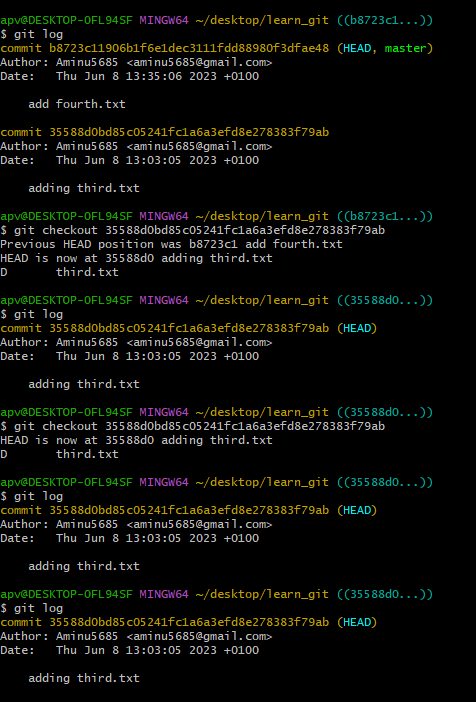 apv@DESKTOP-OFL94SF MINGW64 ~/desktop/learn_git ((b8723c1...))
$ git log
commit b8723c11906b1f6e1dec3111fdd88980f3dfae48 (HEAD, master)
Author: Aminu5685 <aminu5685@gmail.com>
Date:   Thu Jun 8 13:35:06 2023 +0100

    add fourth.txt

commit 35588d0bd85c05241fc1a6a3efd8e278383f79ab
Author: Aminu5685 <aminu5685@gmail.com>
Date:   Thu Jun 8 13:03:05 2023 +0100

    adding third.txt

apv@DESKTOP-OFL94SF MINGW64 ~/desktop/learn_git ((b8723c1...))
$ git checkout 35588d0bd85c05241fc1a6a3efd8e278383f79ab
Previous HEAD position was b8723c1 add fourth.txt
HEAD is now at 35588d0 adding third.txt
D       third.txt

apv@DESKTOP-OFL94SF MINGW64 ~/desktop/learn_git ((35588d0...))
$ git log
commit 35588d0bd85c05241fc1a6a3efd8e278383f79ab (HEAD)
Author: Aminu5685 <aminu5685@gmail.com>
Date:   Thu Jun 8 13:03:05 2023 +0100

    adding third.txt

apv@DESKTOP-OFL94SF MINGW64 ~/desktop/learn_git ((35588d0...))
$ git checkout 35588d0bd85c05241fc1a6a3efd8e278383f79ab
HEAD is now at 35588d0 adding third.txt
D       third.txt

apv@DESKTOP-OFL94SF MINGW64 ~/desktop/learn_git ((35588d0...))
$ git log
commit 35588d0bd85c05241fc1a6a3efd8e278383f79ab (HEAD)
Author: Aminu5685 <aminu5685@gmail.com>
Date:   Thu Jun 8 13:03:05 2023 +0100

    adding third.txt

apv@DESKTOP-OFL94SF MINGW64 ~/desktop/learn_git ((35588d0...))
$ git log
commit 35588d0bd85c05241fc1a6a3efd8e278383f79ab (HEAD)
Author: Aminu5685 <aminu5685@gmail.com>
Date:   Thu Jun 8 13:03:05 2023 +0100

    adding third.txt